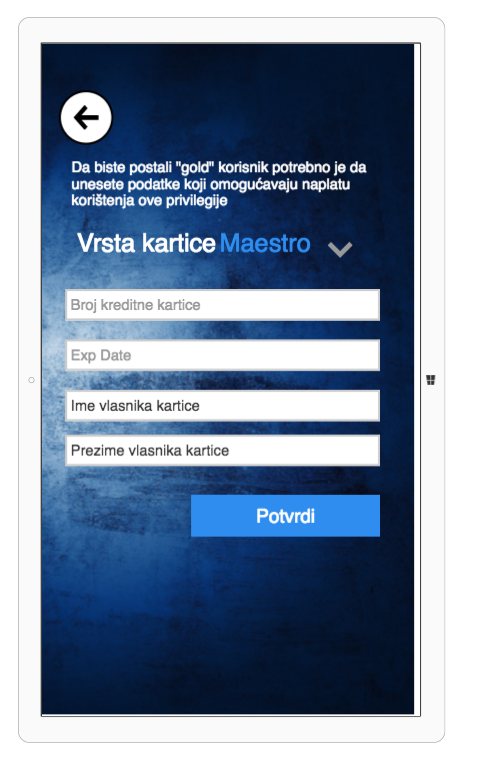 Da biste postali "gold" korisnik potrebno je da
unesete podatke koji omogućavaju naplatu
korištenja ove privilegije
Vrsta kartice Maestro
Broj kreditne kartice
Exp Date
Ime vlasnika kartice
Prezime vlasnika kartice
Potvrdi